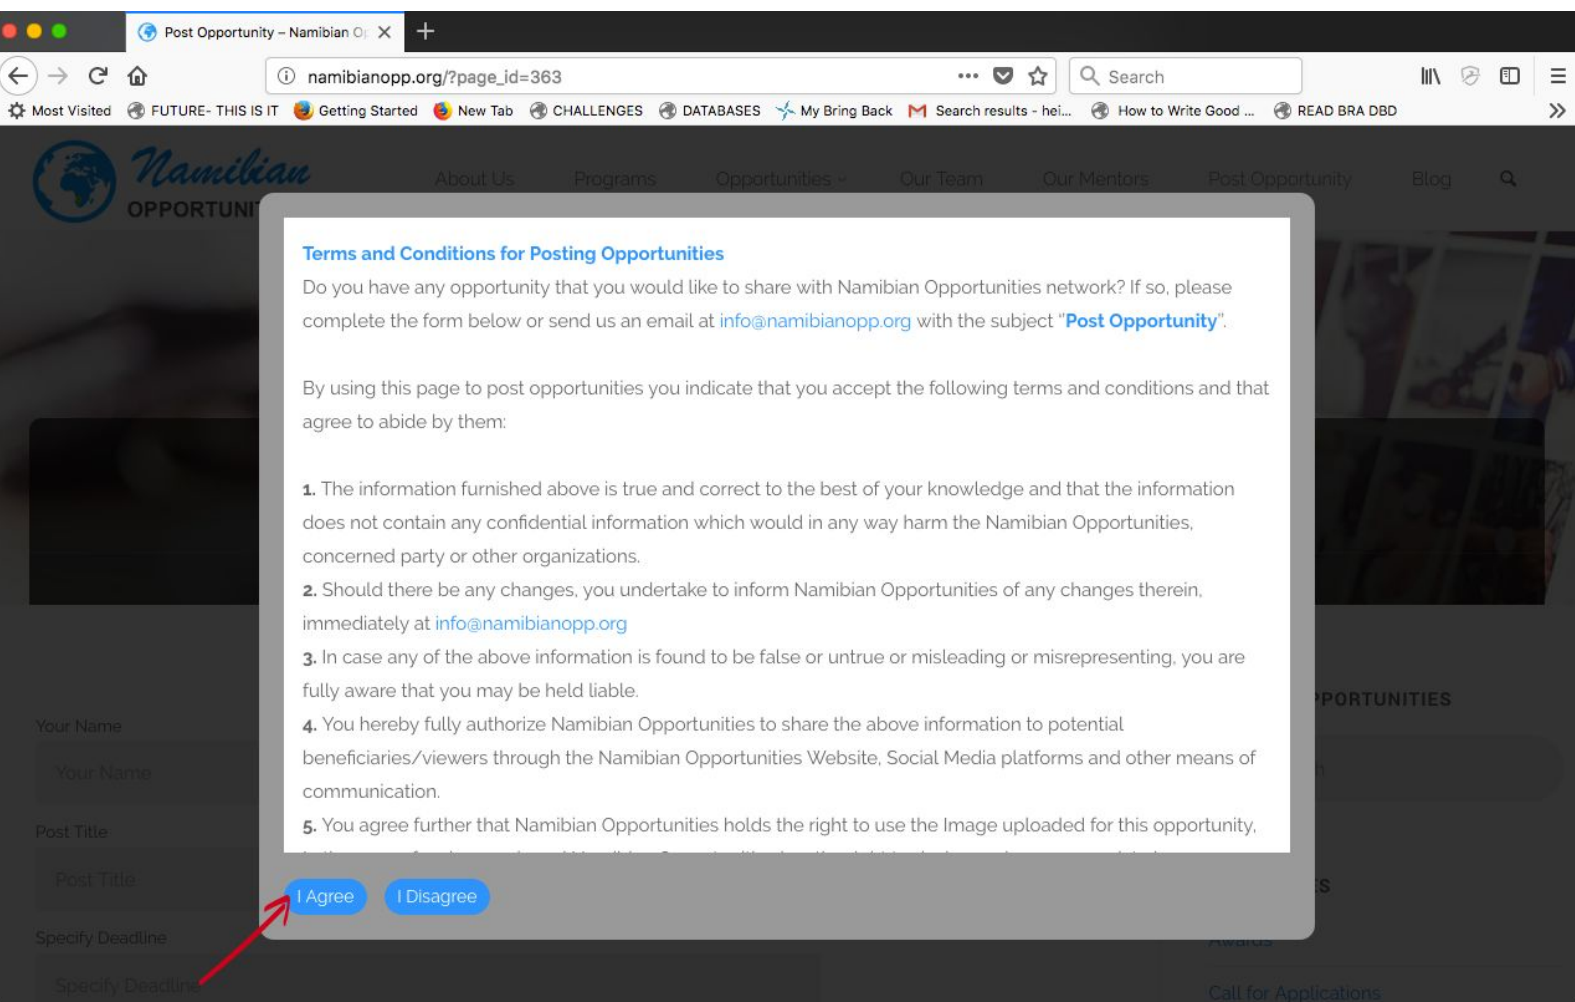 Post Opportunity – Namibian Op
namibianopp.org/?page_id=363
Search
Most Visited FUTURE- THIS IS IT Getting Started New Tab CHALLENGES DATABASES My Bring Back Search results - hei... How to Write Good ... READ BRA DBD
Namibian
OPPORTUNIT
About Us Programs Opportunities Our Team Our Mentors Post Opportunity Blog
Terms and Conditions for Posting Opportunities
Do you have any opportunity that you would like to share with Namibian Opportunities network? If so, please
complete the form below or send us an email at info@namibianopp.org with the subject “Post Opportunity”.
By using this page to post opportunities you indicate that you accept the following terms and conditions and that
agree to abide by them:
1. The information furnished above is true and correct to the best of your knowledge and that the information
does not contain any confidential information which would in any way harm the Namibian Opportunities,
concerned party or other organizations.
2. Should there be any changes, you undertake to inform Namibian Opportunities of any changes therein,
immediately at info@namibianopp.org
3. In case any of the above information is found to be false or untrue or misleading or misrepresenting, you are
fully aware that you may be held liable.
4. You hereby fully authorize Namibian Opportunities to share the above information to potential
beneficiaries/viewers through the Namibian Opportunities Website, Social Media platforms and other means of
communication.
5. You agree further that Namibian Opportunities holds the right to use the Image uploaded for this opportunity,
I Agree I Disagree
PPORTUNITIES
Your Name
Your Name
Post Title
Post Title
ES
Specify Deadline
Awards
Specify Deadline
Call for Applications